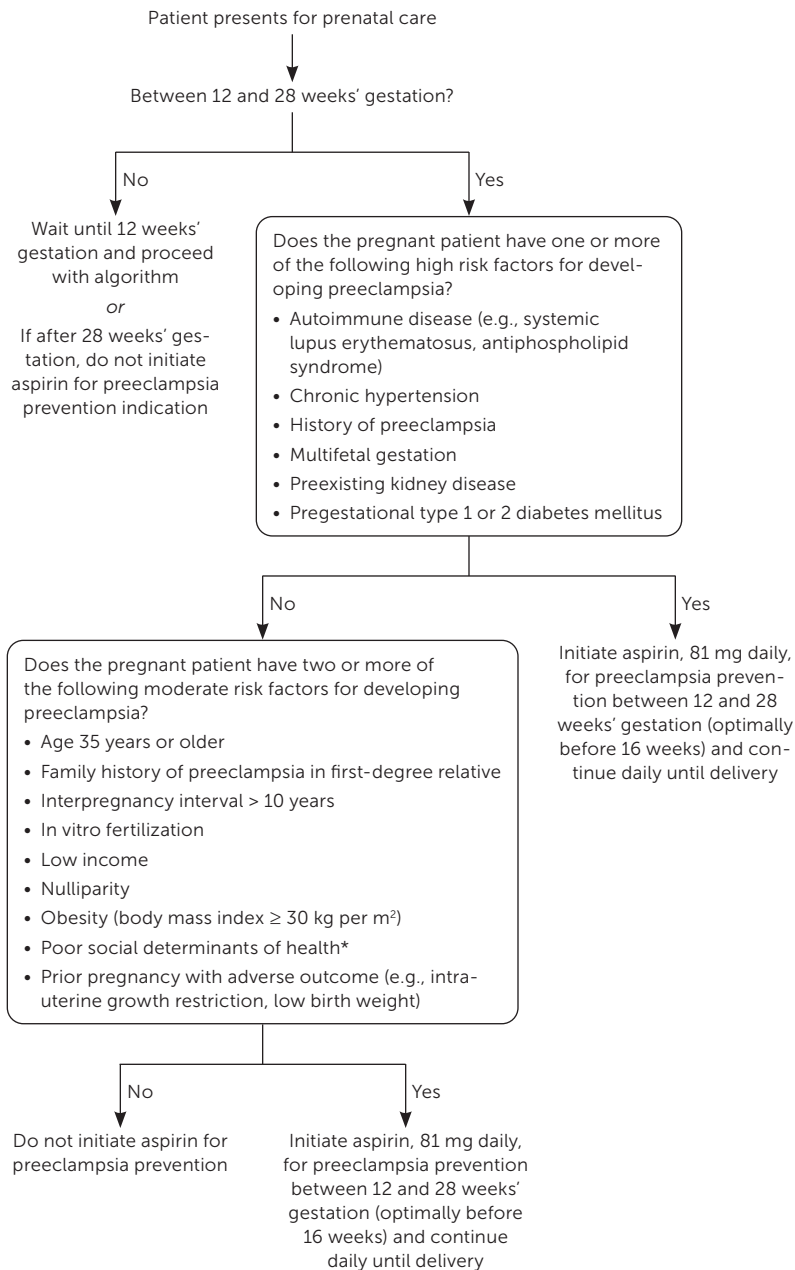 Patient presents for prenatal care
Between 12 and 28 weeks' gestation?
No
Yes
Wait until 12 weeks'
gestation and proceed
with algorithm
or
If after 28 weeks' ges-
tation, do not initiate
aspirin for preeclampsia
prevention indication
Does the pregnant patient have one or more
of the following high risk factors for devel-
oping preeclampsia?
• Autoimmune disease (e.g., systemic
lupus erythematosus, antiphospholipid
syndrome)
• Chronic hypertension
• History of preeclampsia
• Multifetal gestation
• Preexisting kidney disease
• Pregestational type 1 or 2 diabetes mellitus
No
Yes
Does the pregnant patient have two or more of
the following moderate risk factors for developing
preeclampsia?
• Age 35 years or older
• Family history of preeclampsia in first-degree relative
• Interpregnancy interval > 10 years
• In vitro fertilization
• Low income
• Nulliparity
• Obesity (body mass index ≥ 30 kg per m²)
• Poor social determinants of health*
• Prior pregnancy with adverse outcome (e.g., intra-
uterine growth restriction, low birth weight)
Initiate aspirin, 81 mg daily,
for preeclampsia preven-
tion between 12 and 28
weeks' gestation (optimally
before 16 weeks) and con-
tinue daily until delivery
No
Yes
Do not initiate aspirin for
preeclampsia prevention
Initiate aspirin, 81 mg daily,
for preeclampsia prevention
between 12 and 28 weeks'
gestation (optimally before
16 weeks) and continue
daily until delivery